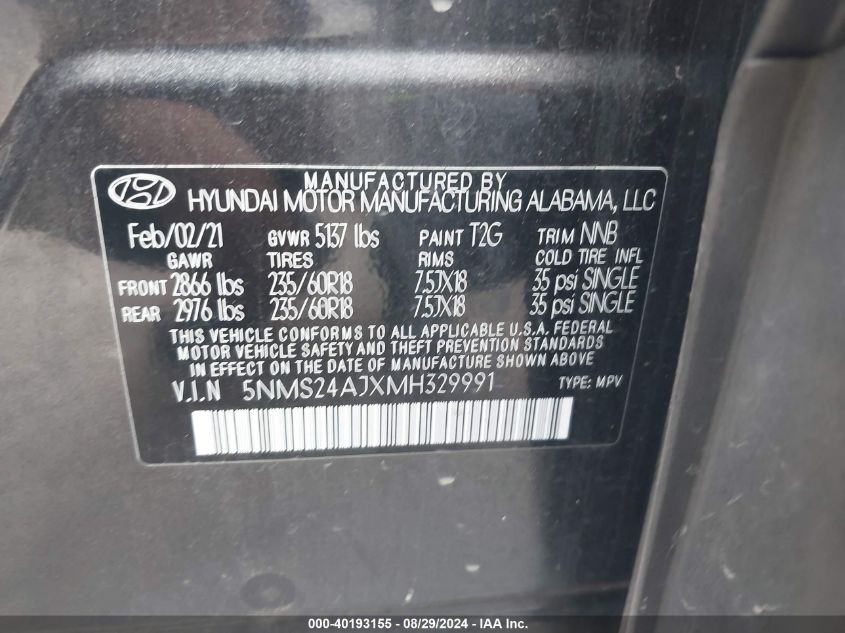 MANUFACTURED BY
HYUNDAI MOTOR MANUFACTURING ALABAMA, LLC
Feb/02/21 GVWR 5137 lbs PAINT T2G TRIM NNB
GAWR TIRES RIMS COLD TIRE INFL
FRONT 2866 lbs 235/60R18 7.5JX18 35 psi SINGLE
REAR 2976 lbs 235/60R18 7.5JX18 35 psi SINGLE
THIS VEHICLE CONFORMS TO ALL APPLICABLE U.S.A. FEDERAL
MOTOR VEHICLE SAFETY AND THEFT PREVENTION STANDARDS
IN EFFECT ON THE DATE OF MANUFACTURE SHOWN ABOVE
V.I.N 5NMS24AJXMH329991 TYPE: MPV
000-40193155 - 08/29/2024 - IAA Inc.